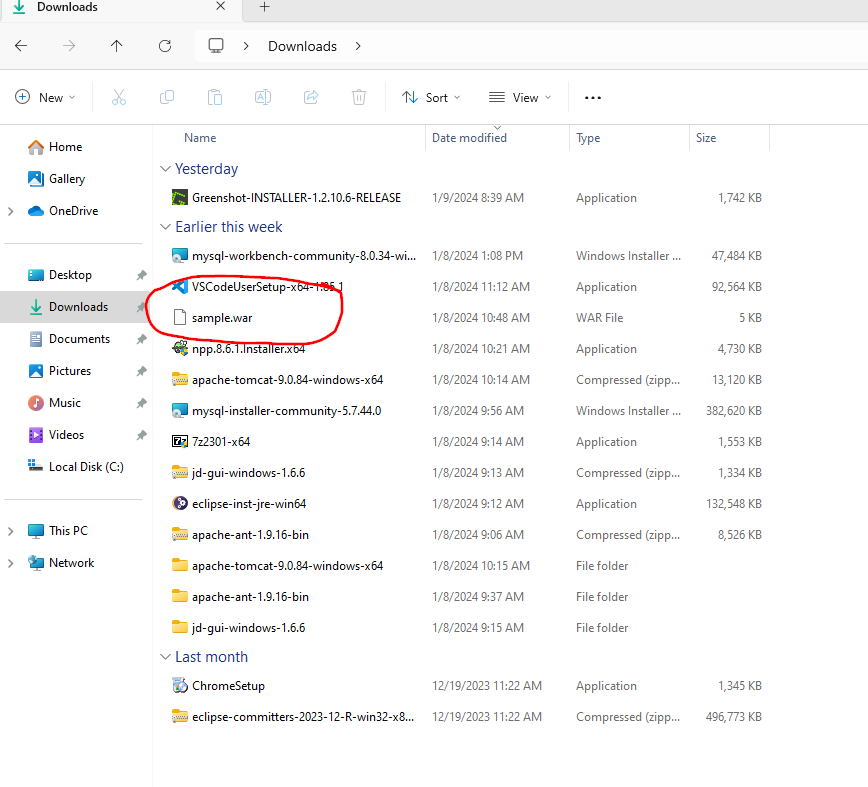 Downloads
Downloads
New
Sort
View
Name Date modified Type Size
Home
Gallery
OneDrive
Desktop
Downloads
Documents
Pictures
Music
Videos
Local Disk (C:)
This PC
Network
Yesterday
Greenshot-INSTALLER-1.2.10.6-RELEASE 1/9/2024 8:39 AM Application 1,742 KB
Earlier this week
mysql-workbench-community-8.0.34-wi... 1/8/2024 1:08 PM Windows Installer ... 47,484 KB
VSCodeUserSetup-x64-1.85.1 1/8/2024 11:12 AM Application 92,564 KB
sample.war 1/8/2024 10:48 AM WAR File 5 KB
npp.8.6.1.Installer.x64 1/8/2024 10:21 AM Application 4,730 KB
apache-tomcat-9.0.84-windows-x64 1/8/2024 10:14 AM Compressed (zipp... 13,120 KB
mysql-installer-community-5.7.44.0 1/8/2024 9:56 AM Windows Installer ... 382,620 KB
7z2301-x64 1/8/2024 9:14 AM Application 1,553 KB
jd-gui-windows-1.6.6 1/8/2024 9:13 AM Compressed (zipp... 1,334 KB
eclipse-inst-jre-win64 1/8/2024 9:12 AM Application 132,548 KB
apache-ant-1.9.16-bin 1/8/2024 9:06 AM Compressed (zipp... 8,526 KB
apache-tomcat-9.0.84-windows-x64 1/8/2024 10:15 AM File folder
apache-ant-1.9.16-bin 1/8/2024 9:37 AM File folder
jd-gui-windows-1.6.6 1/8/2024 9:15 AM File folder
Last month
ChromeSetup 12/19/2023 11:22 AM Application 1,345 KB
eclipse-committers-2023-12-R-win32-x8... 12/19/2023 11:22 AM Compressed (zipp... 496,773 KB